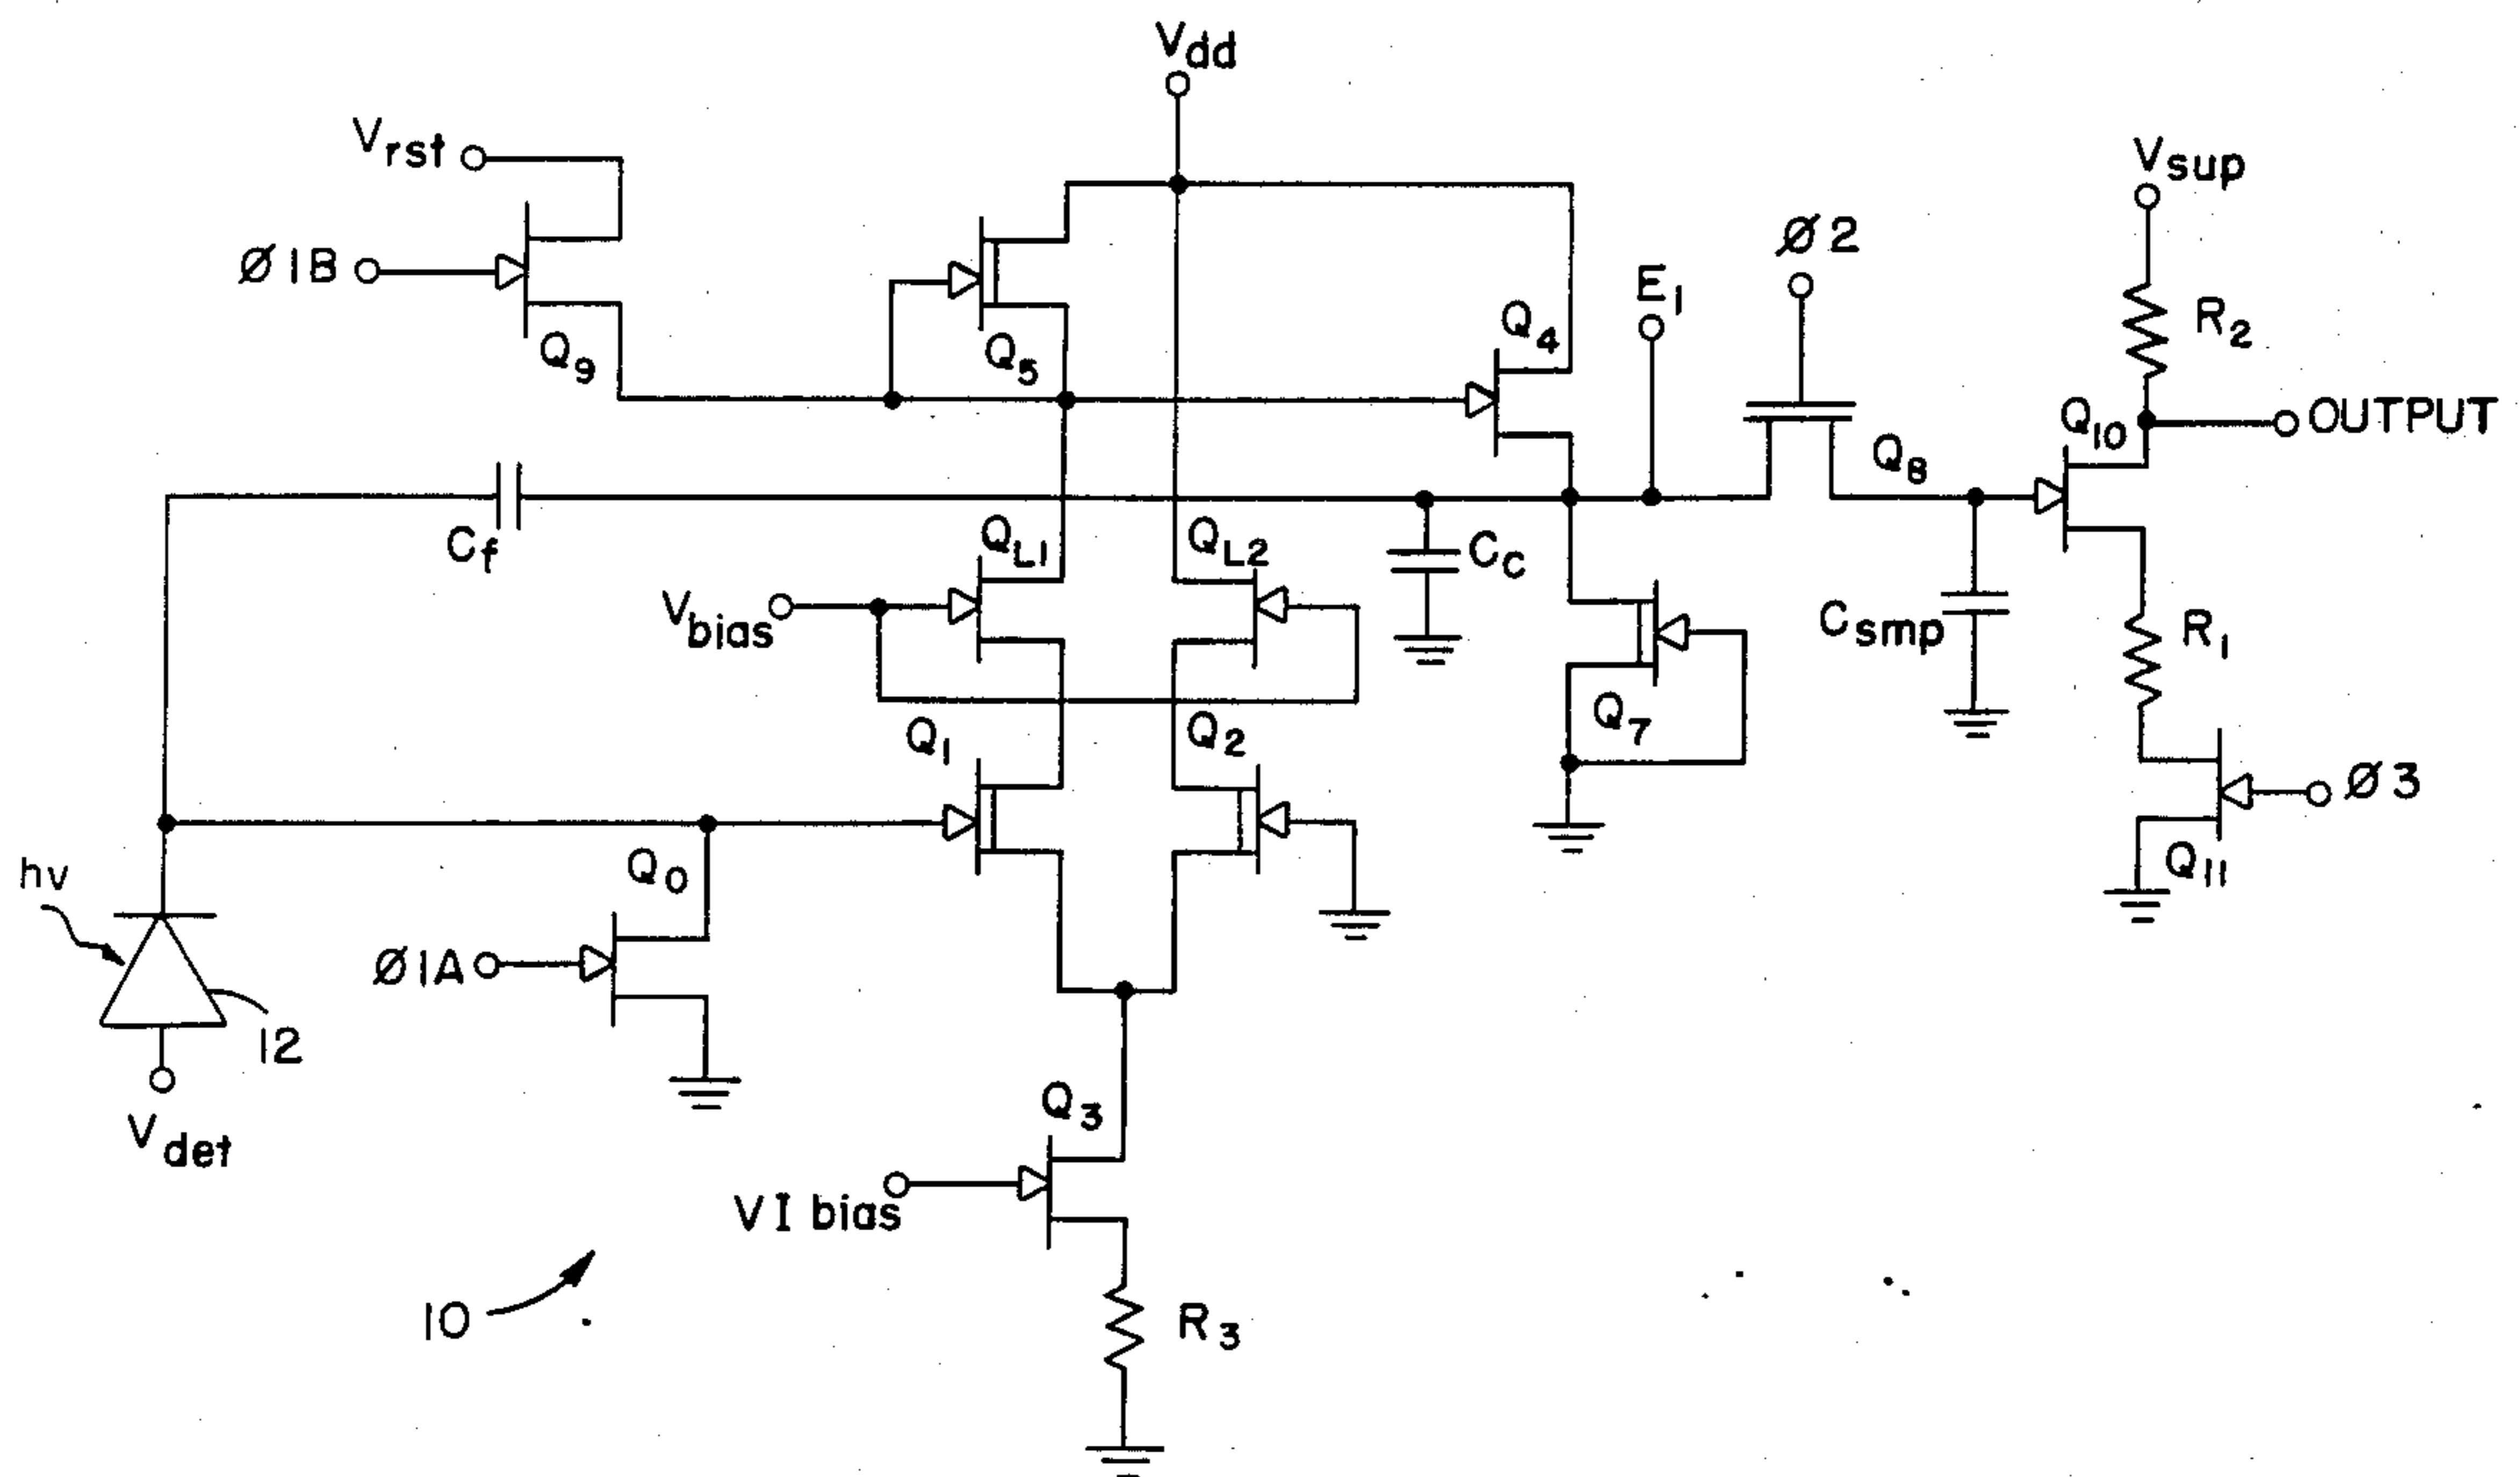 Vdd
Vrst
Vsup
Ø1B
Ø2
E1
Q4
R2
Q9
Q5
Q10
OUTPUT
Q8
Cf
QL1
QL2
Cc
Vbias
Csmp
R1
Q1
Q2
Q7
Ø3
hν
Q0
Q11
Ø1A
12
Vdet
Q3
VI bias
10
R3